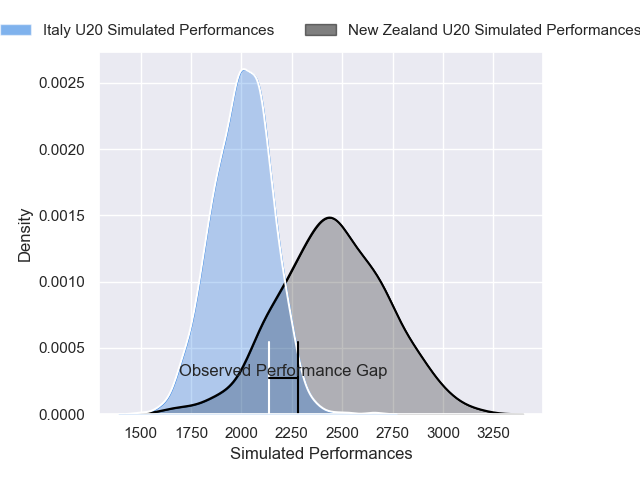 Italy U20 Simulated Performances New Zealand U20 Simulated Performances
0.0025
0.0020
0.0015
0.0010
0.0005
0.0000
Density
Observed Performance Gap
1500 1750 2000 2250 2500 2750 3000 3250
Simulated Performances